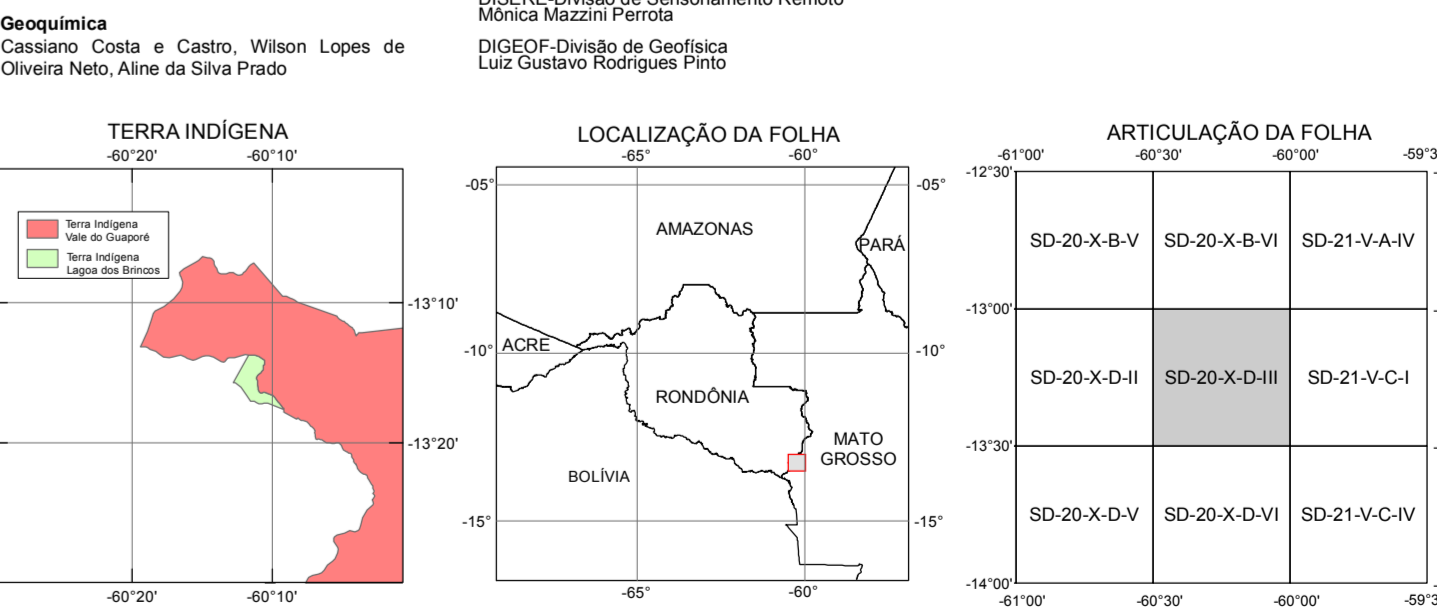 Geoquímica
Cassiano Costa e Castro, Wilson Lopes de
Oliveira Neto, Aline da Silva Prado
DISERE-Divisão de Sensoriamento Remoto
Mônica Mazzini Perrota
DIGEOF-Divisão de Geofísica
Luiz Gustavo Rodrigues Pinto
TERRA INDÍGENA
-60°20' -60°10'
Terra Indígena
Vale do Guaporé
Terra Indígena
Lagoa dos Brincos
-13°10'
-13°20'
-60°20' -60°10'
LOCALIZAÇÃO DA FOLHA
-65° -60°
-05° -05°
AMAZONAS
PARÁ
ACRE
-10° -10°
RONDÔNIA
MATO
GROSSO
BOLÍVIA
-15° -15°
-65° -60°
ARTICULAÇÃO DA FOLHA
-61°00' -60°30' -60°00' -59°3
-12°30'
SD-20-X-B-V SD-20-X-B-VI SD-21-V-A-IV
-13°00'
SD-20-X-D-II SD-20-X-D-III SD-21-V-C-I
-13°30'
SD-20-X-D-V SD-20-X-D-VI SD-21-V-C-IV
-14°00'
-61°00' -60°30' -60°00' -59°3